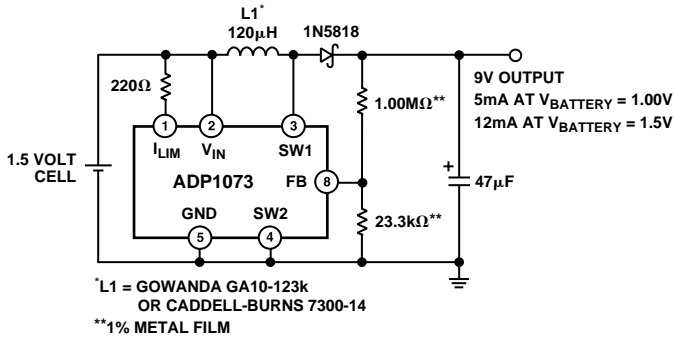 L1*
120μH
1N5818
220Ω
1.00MΩ**
9V OUTPUT
5mA AT VBATTERY = 1.00V
12mA AT VBATTERY = 1.5V
1
2
3
ILIM
VIN
SW1
1.5 VOLT
CELL
ADP1073
FB
8
+
47μF
GND
SW2
23.3kΩ**
5
4
*L1 = GOWANDA GA10-123k
OR CADDELL-BURNS 7300-14
**1% METAL FILM